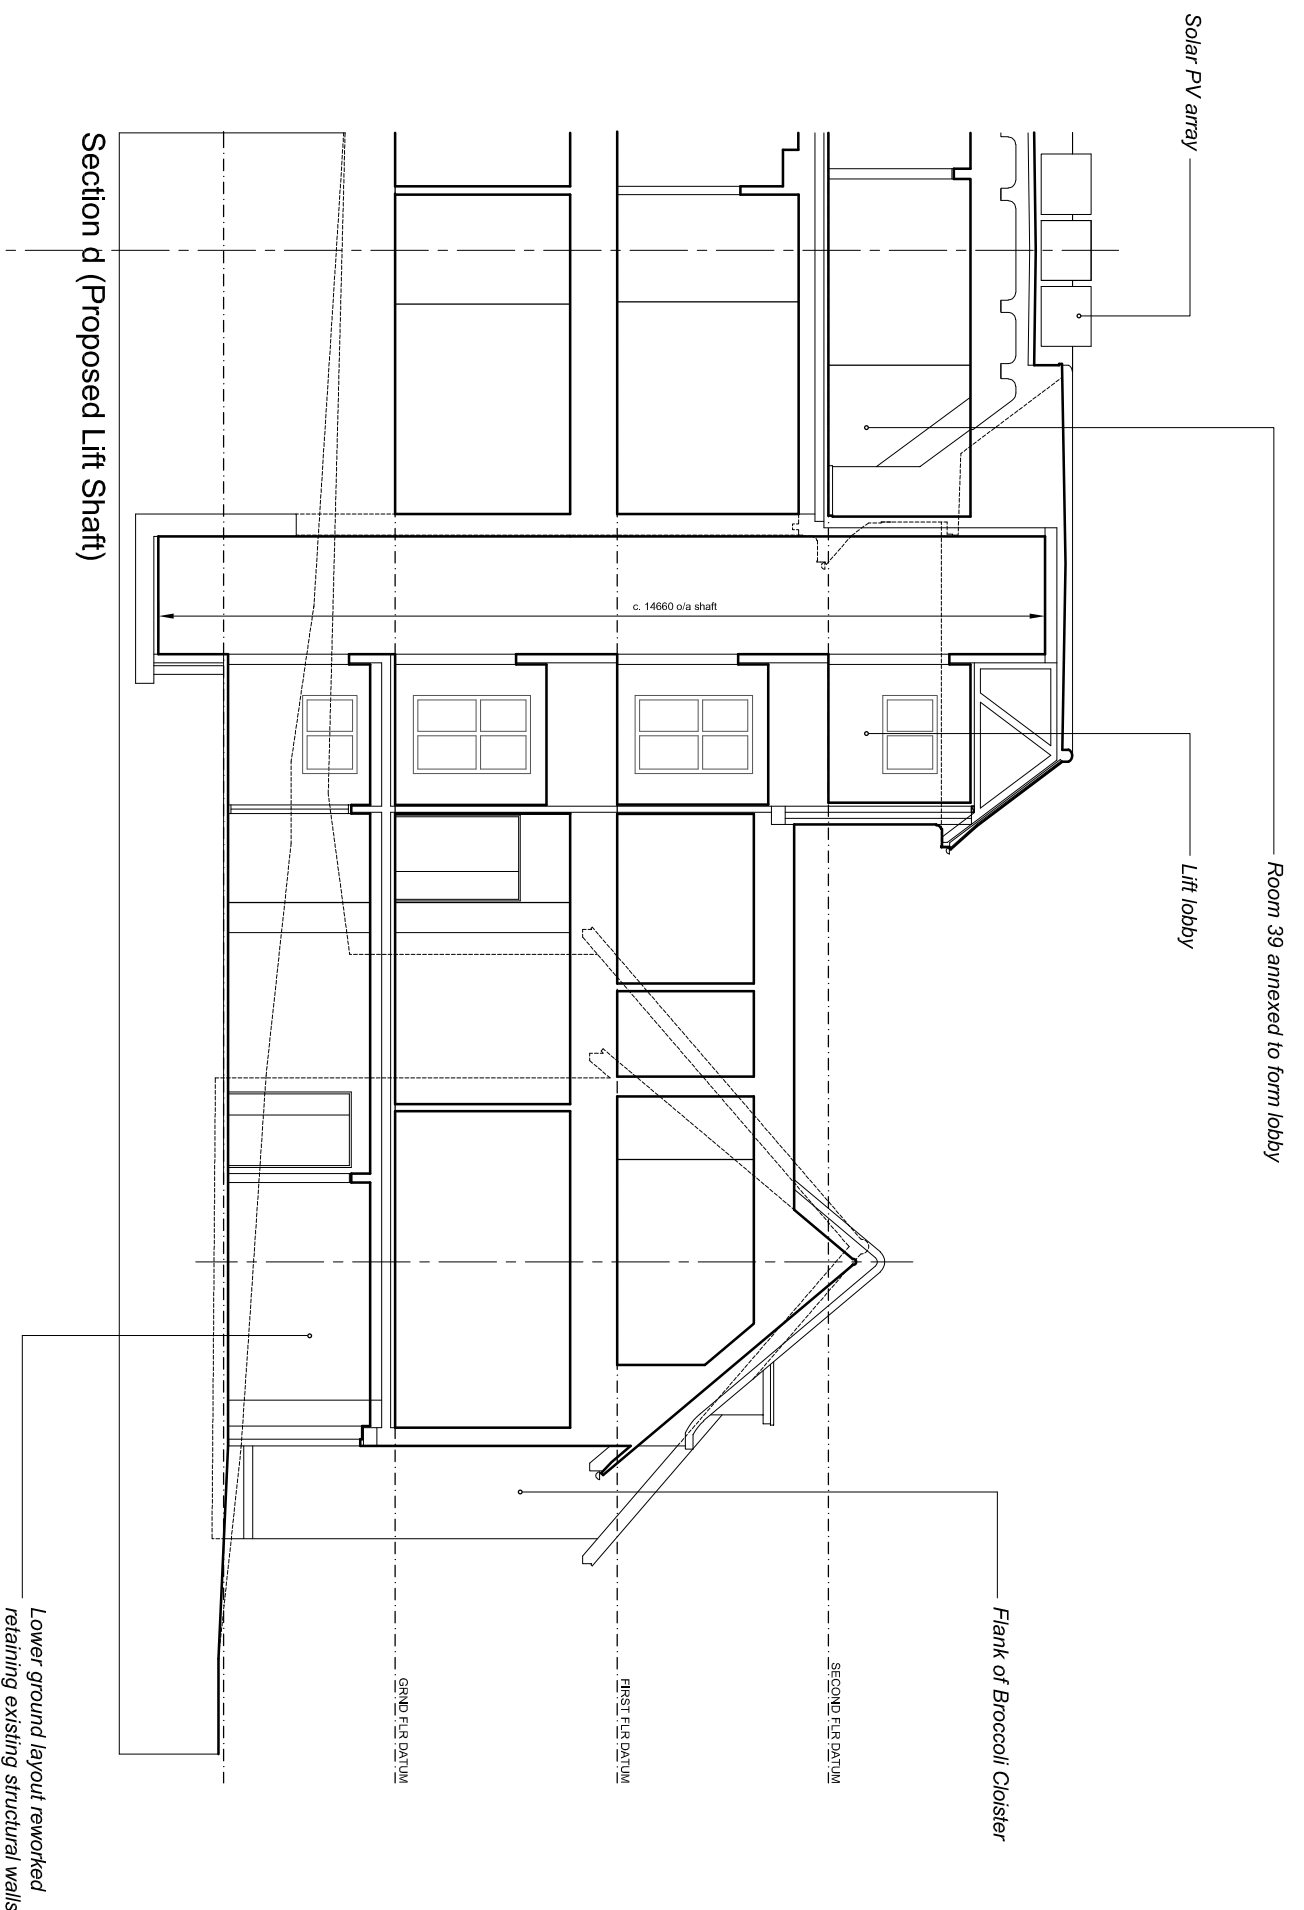 Room 39 annexed to form lobby
Solar PV array
Lift lobby
Flank of Broccoli Cloister
SECOND FLR DATUM
c. 14660 o/a shaft
FIRST FLR DATUM
GRND FLR DATUM
Section d (Proposed Lift Shaft)
Lower ground layout reworked
retaining existing structural walls